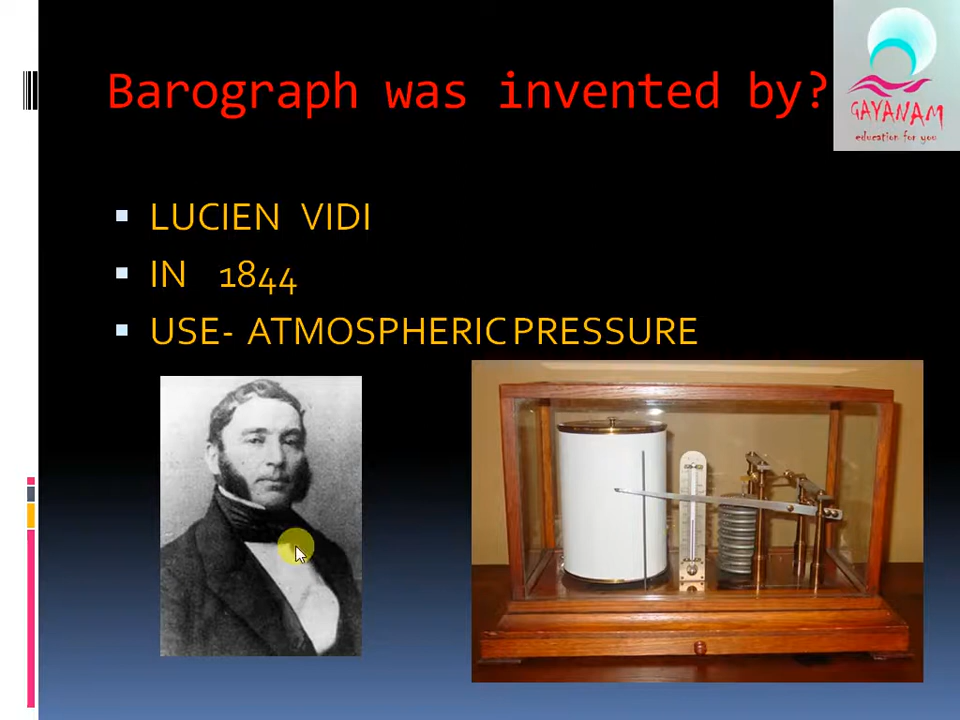 Barograph was invented by?
GAYANAM
education for you
LUCIEN VIDI
IN 1844
USE- ATMOSPHERIC PRESSURE